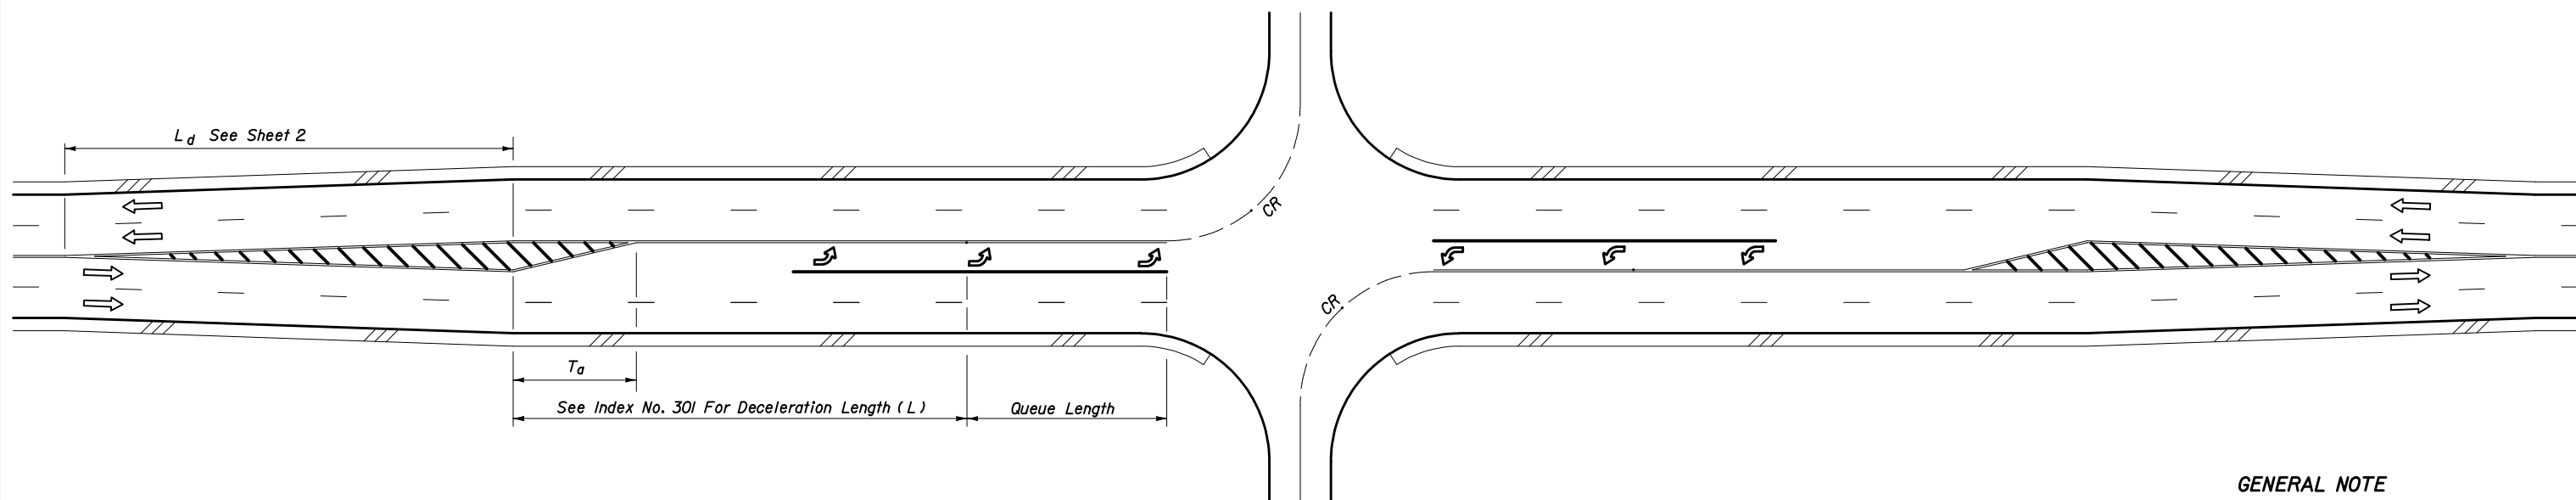 Ld See Sheet 2
CR
CR
Ta
See Index No. 301 For Deceleration Length (L)
Queue Length
GENERAL NOTE